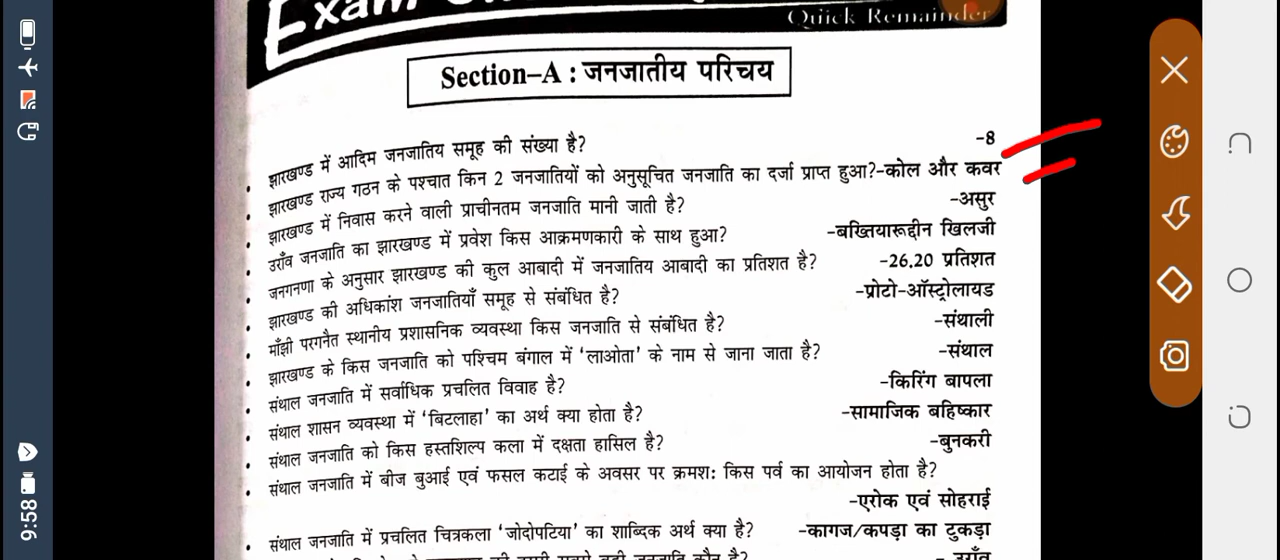 Exam
Quick Remainder
Section–A : जनजातीय परिचय
• झारखण्ड में आदिम जनजातिय समूह की संख्या है? -8
• झारखण्ड राज्य गठन के पश्चात किन 2 जनजातियों को अनुसूचित जनजाति का दर्जा प्राप्त हुआ?-कोल और कवर
• झारखण्ड में निवास करने वाली प्राचीनतम जनजाति मानी जाती है? -असुर
• उराँव जनजाति का झारखण्ड में प्रवेश किस आक्रमणकारी के साथ हुआ? -बख्तियारूद्दीन खिलजी
• जनगणना के अनुसार झारखण्ड की कुल आबादी में जनजातिय आबादी का प्रतिशत है? -26.20 प्रतिशत
• झारखण्ड की अधिकांश जनजातियाँ समूह से संबंधित है? -प्रोटो-ऑस्ट्रोलायड
• माँझी परगनैत स्थानीय प्रशासनिक व्यवस्था किस जनजाति से संबंधित है? -संथाली
• झारखण्ड के किस जनजाति को पश्चिम बंगाल में 'लाओता' के नाम से जाना जाता है? -संथाल
• संथाल जनजाति में सर्वाधिक प्रचलित विवाह है? -किरिंग बापला
• संथाल शासन व्यवस्था में 'बिटलाहा' का अर्थ क्या होता है? -सामाजिक बहिष्कार
• संथाल जनजाति को किस हस्तशिल्प कला में दक्षता हासिल है? -बुनकरी
• संथाल जनजाति में बीज बुआई एवं फसल कटाई के अवसर पर क्रमश: किस पर्व का आयोजन होता है?
-एरोक एवं सोहराई
• संथाल जनजाति में प्रचलित चित्रकला 'जोदोपटिया' का शाब्दिक अर्थ क्या है? -कागज/कपड़ा का टुकड़ा
जनजाति कौन है? - उराँव
9:58